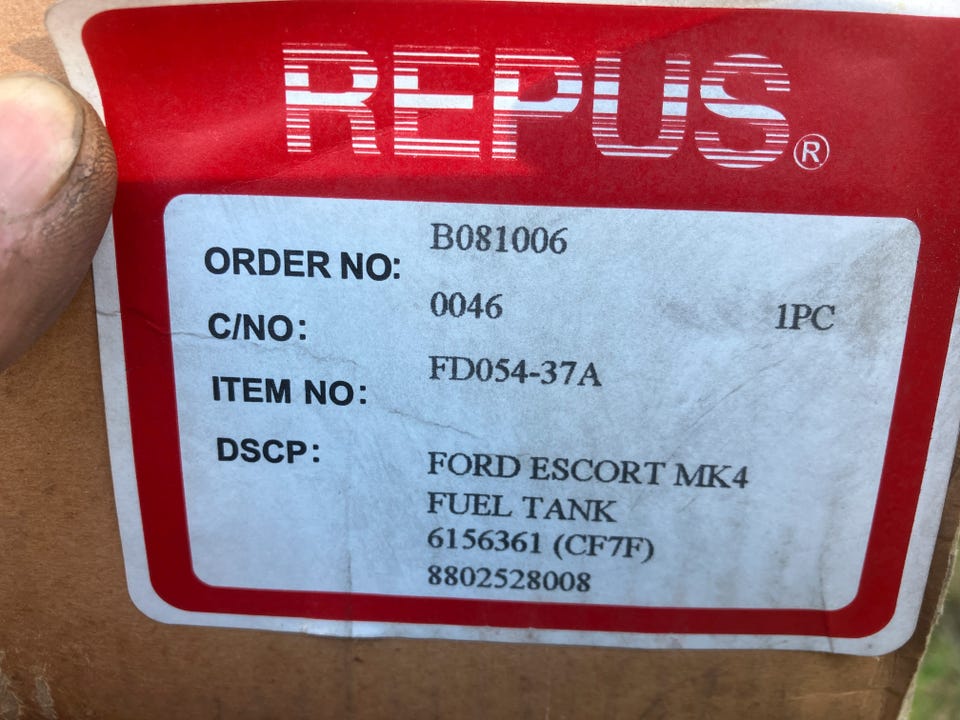 REPUS®
ORDER NO: B081006
C/NO: 0046 1PC
ITEM NO: FD054-37A
DSCP: FORD ESCORT MK4
FUEL TANK
6156361 (CF7F)
8802528008